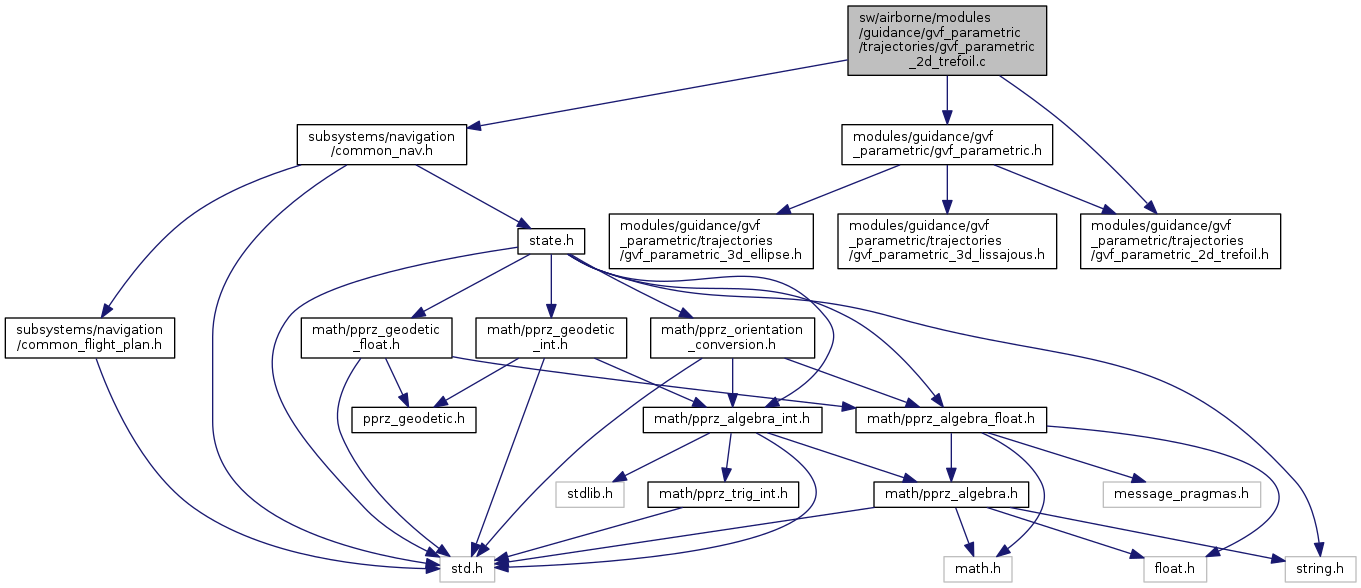 sw/airborne/modules
/guidance/gvf_parametric
/trajectories/gvf_parametric
_2d_trefoil.c
subsystems/navigation
/common_nav.h
modules/guidance/gvf
_parametric/gvf_parametric.h
state.h
modules/guidance/gvf
_parametric/trajectories
/gvf_parametric_3d_ellipse.h
modules/guidance/gvf
_parametric/trajectories
/gvf_parametric_3d_lissajous.h
modules/guidance/gvf
_parametric/trajectories
/gvf_parametric_2d_trefoil.h
subsystems/navigation
/common_flight_plan.h
math/pprz_geodetic
_float.h
math/pprz_geodetic
_int.h
math/pprz_orientation
_conversion.h
pprz_geodetic.h
math/pprz_algebra_int.h
math/pprz_algebra_float.h
stdlib.h
math/pprz_trig_int.h
math/pprz_algebra.h
message_pragmas.h
std.h
math.h
float.h
string.h